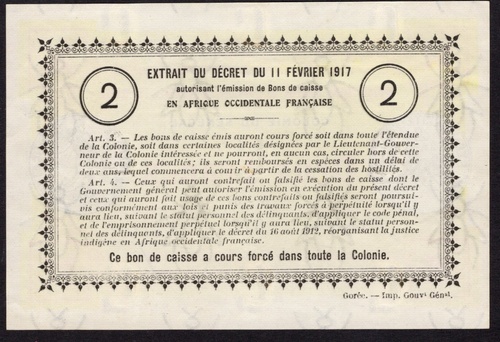 EXTRAIT DU DÉCRET DU 11 FÉVRIER 1917
autorisant l'émission de Bons de caisse
EN AFRIQUE OCCIDENTALE FRANÇAISE
2
2
Art. 3. — Les bons de caisse émis auront cours forcé soit dans toute l'étendue
de la Colonie, soit dans certaines localités désignées par le Lieutenant-Gouver-
neur de la Colonie intéressée et ne pourront, en aucun cas, circuler hors de cette
Colonie ou de ces localités; ils seront remboursés en espèces dans un délai de
deux ans, lequel commencera à courir à partir de la cessation des hostilités.
Art. 4. — Ceux qui auront contrefait ou falsifié les bons de caisse dont le
Gouvernement général peut autoriser l'émission en exécution du présent décret
et ceux qui auront fait usage de ces bons contrefaits ou falsifiés seront poursui-
vis conformément aux lois et punis des travaux forcés à perpétuité lorsqu'il y
aura lieu, suivant le statut personnel des délinquants, d'appliquer le code pénal,
et de l'emprisonnement perpétuel lorsqu'il y aura lieu, suivant le statut person-
nel des délinquants, d'appliquer le décret du 16 août 1912, réorganisant la justice
indigène en Afrique occidentale française.
Ce bon de caisse a cours forcé dans toute la Colonie.
Gorée. — Imp. Gouvt Génal.